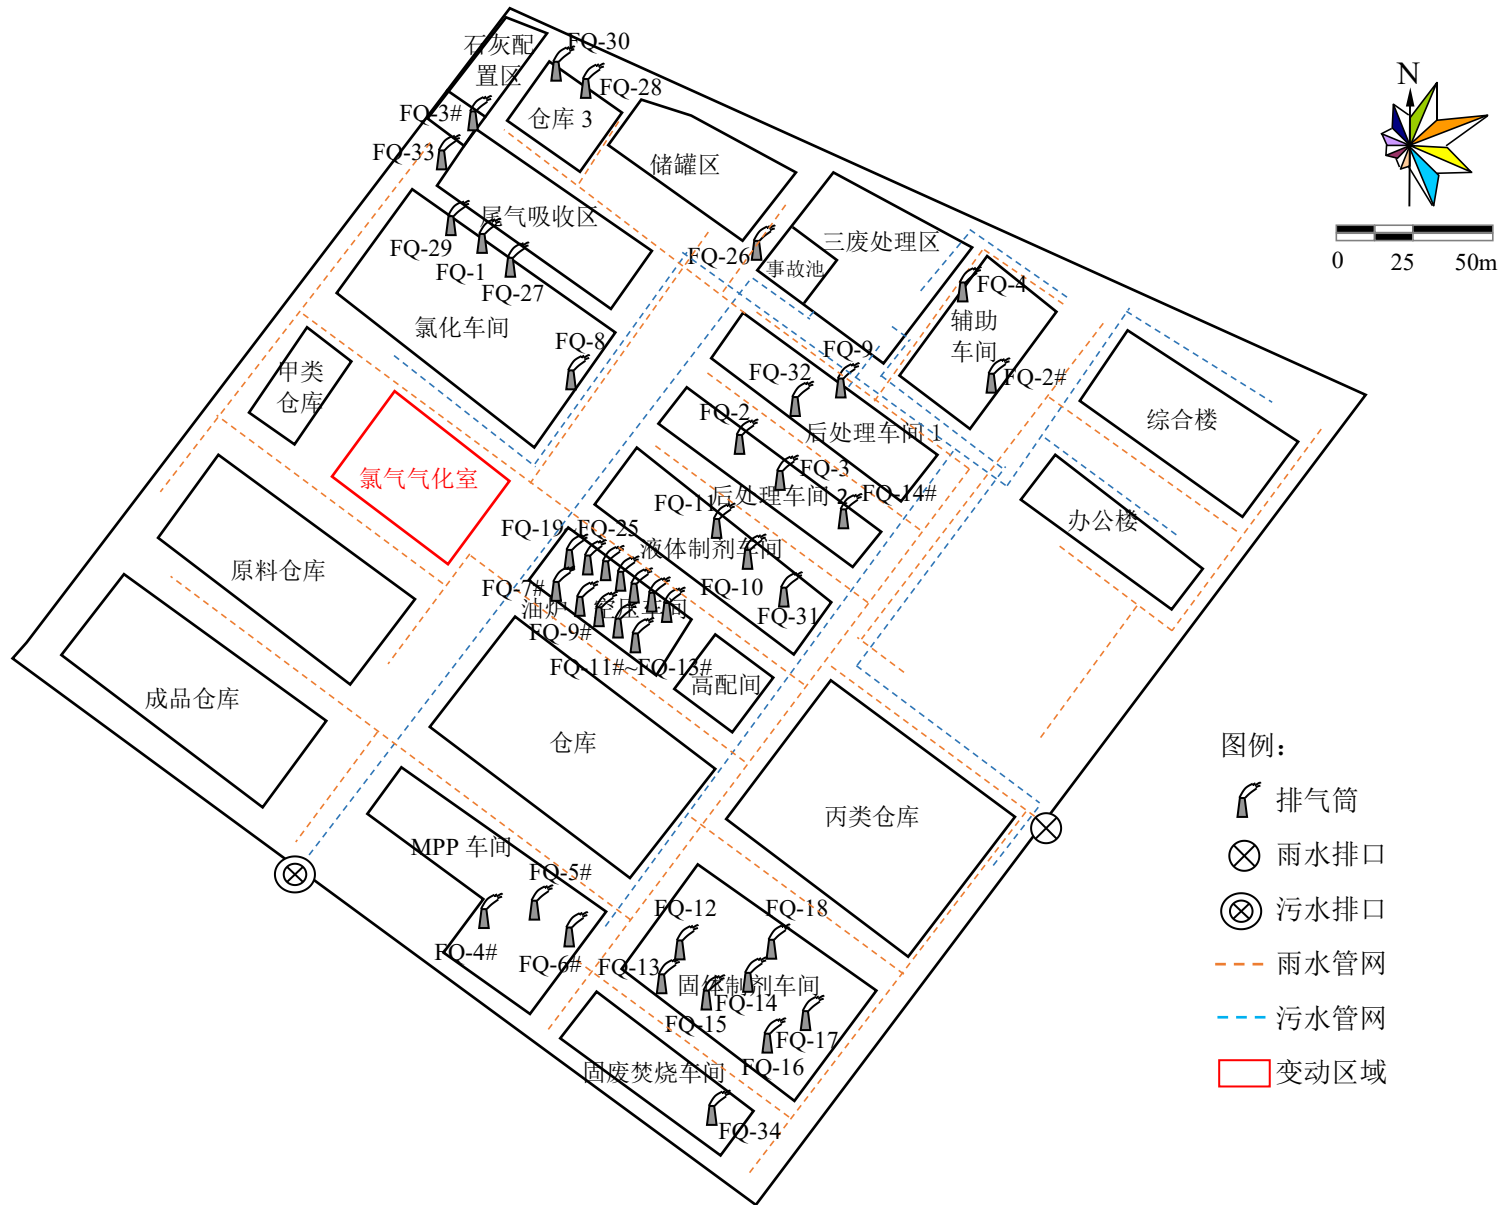 FQ-30
石灰配
置区
FQ-28
FQ-3#
仓库 3
FQ-33
储罐区
N
尾气吸收区
FQ-29
FQ-1
FQ-27
FQ-26
三废处理区
事故池
0 25 50m
FQ-4
辅助
车间
氯化车间
FQ-8
FQ-9
FQ-32
FQ-2#
甲类
仓库
FQ-2
后处理车间 1
综合楼
氯气气化室
FQ-3
后处理车间 2
FQ-14#
FQ-11
办公楼
FQ-19~FQ-25
液体制剂车间
原料仓库
FQ-7#
FQ-10
油炉、空压车间
FQ-31
FQ-9#
FQ-11#~FQ-13#
高配间
成品仓库
仓库
图例：
排气筒
丙类仓库
MPP 车间
雨水排口
FQ-5#
FQ-12
FQ-18
污水排口
FQ-4#
FQ-6#
FQ-13
固体制剂车间
雨水管网
FQ-14
FQ-15
FQ-17
污水管网
FQ-16
固废焚烧车间
变动区域
FQ-34